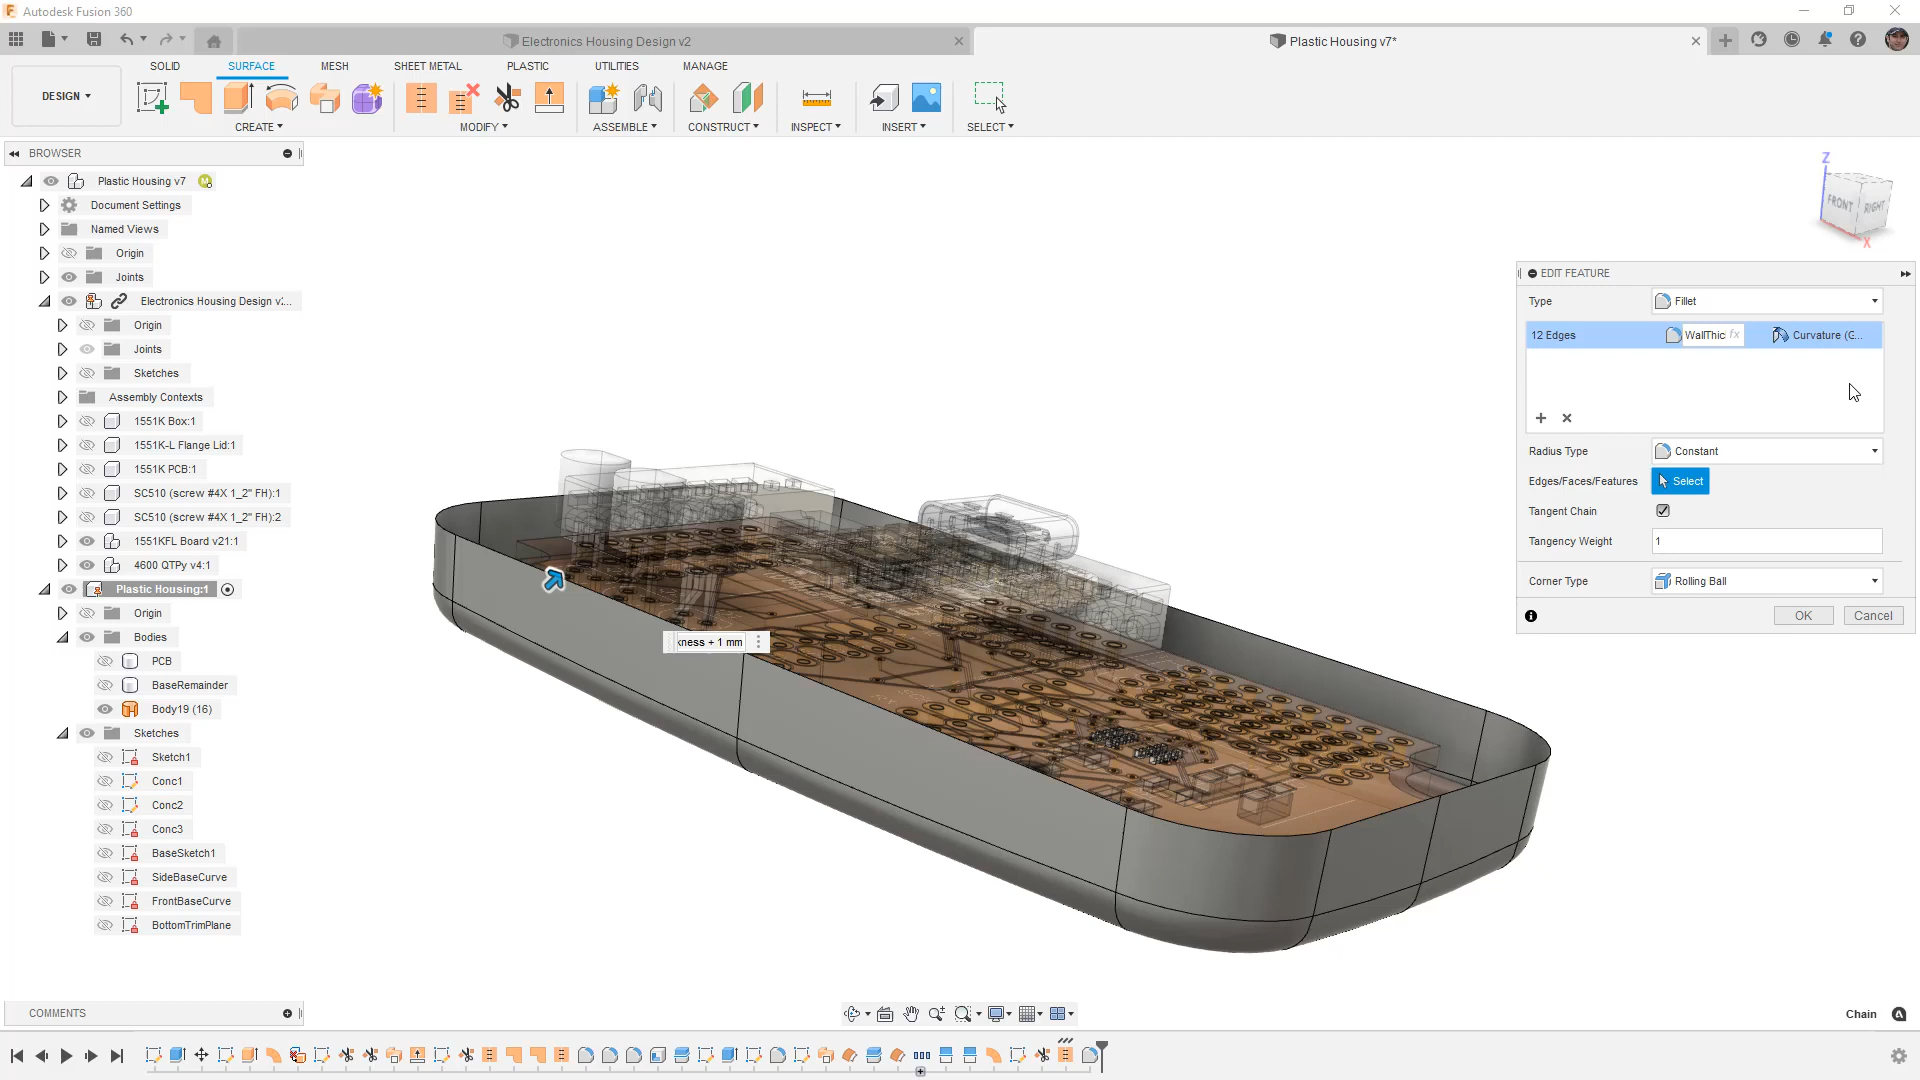 Autodesk Fusion 360
Electronics Housing Design v2
Plastic Housing v7*
DESIGN
SOLID
SURFACE
MESH
SHEET METAL
PLASTIC
UTILITIES
MANAGE
CREATE
MODIFY
ASSEMBLE
CONSTRUCT
INSPECT
INSERT
SELECT
BROWSER
Plastic Housing v7
Document Settings
Named Views
Origin
Joints
Electronics Housing Design v:...
Origin
Joints
Sketches
Assembly Contexts
1551K Box:1
1551K-L Flange Lid:1
1551K PCB:1
SC510 (screw #4X 1_2" FH):1
SC510 (screw #4X 1_2" FH):2
1551KFL Board v21:1
4600 QTPy v4:1
Plastic Housing:1
Origin
Bodies
PCB
BaseRemainder
Body19 (16)
Sketches
Sketch1
Conc1
Conc2
Conc3
BaseSketch1
SideBaseCurve
FrontBaseCurve
BottomTrimPlane
COMMENTS
Z
FRONT
RIGHT
X
EDIT FEATURE
Type
Fillet
12 Edges
WallThic
fx
Curvature (G...
Radius Type
Constant
Edges/Faces/Features
Select
Tangent Chain
Tangency Weight
1
Corner Type
Rolling Ball
OK
Cancel
kness + 1 mm
Chain